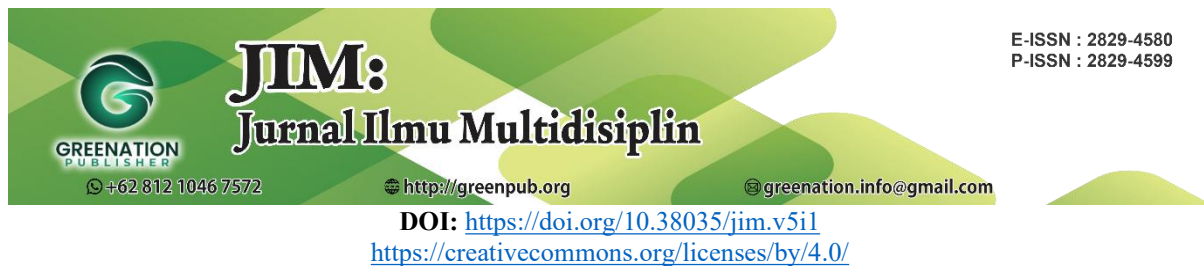 E-ISSN : 2829-4580
P-ISSN : 2829-4599
JIM:
Jurnal Ilmu Multidisiplin
GREENATION
PUBLISHER
+62 812 1046 7572
http://greenpub.org
greenation.info@gmail.com
DOI: https://doi.org/10.38035/jim.v5i1
https://creativecommons.org/licenses/by/4.0/